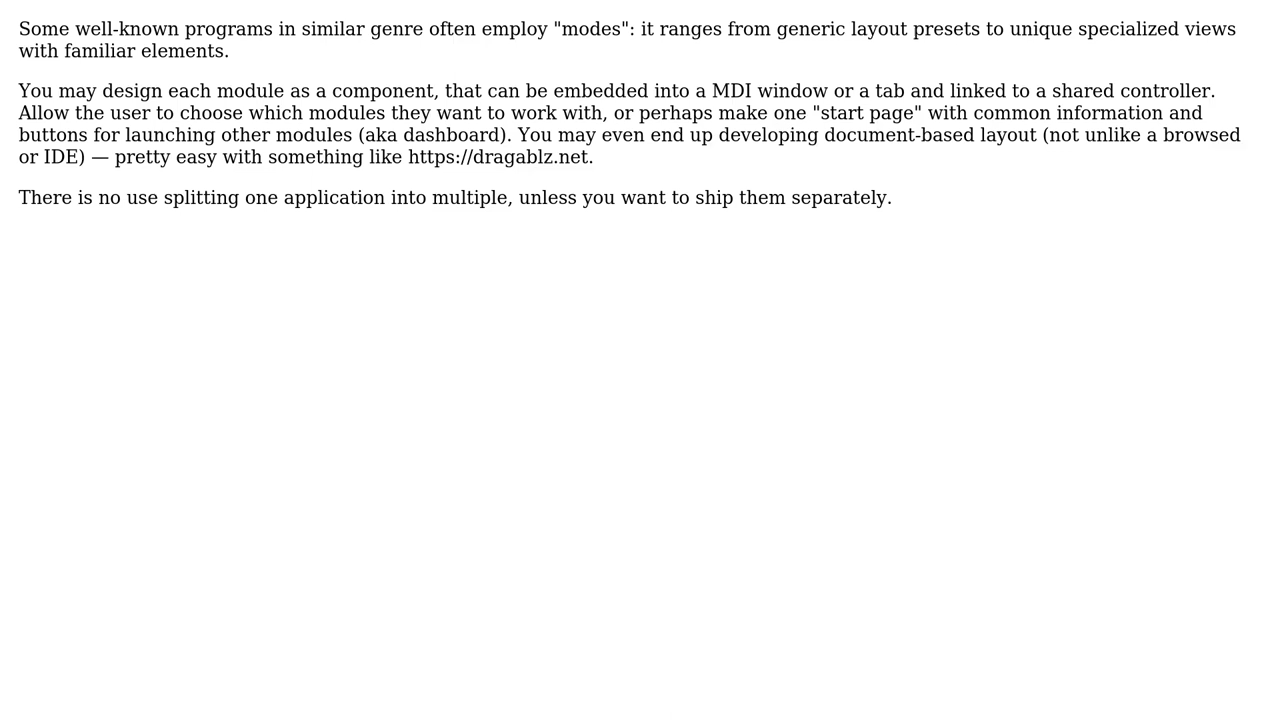 Some well-known programs in similar genre often employ "modes": it ranges from generic layout presets to unique specialized views
with familiar elements.
You may design each module as a component, that can be embedded into a MDI window or a tab and linked to a shared controller.
Allow the user to choose which modules they want to work with, or perhaps make one "start page" with common information and
buttons for launching other modules (aka dashboard). You may even end up developing document-based layout (not unlike a browsed
or IDE) — pretty easy with something like https://dragablz.net.
There is no use splitting one application into multiple, unless you want to ship them separately.